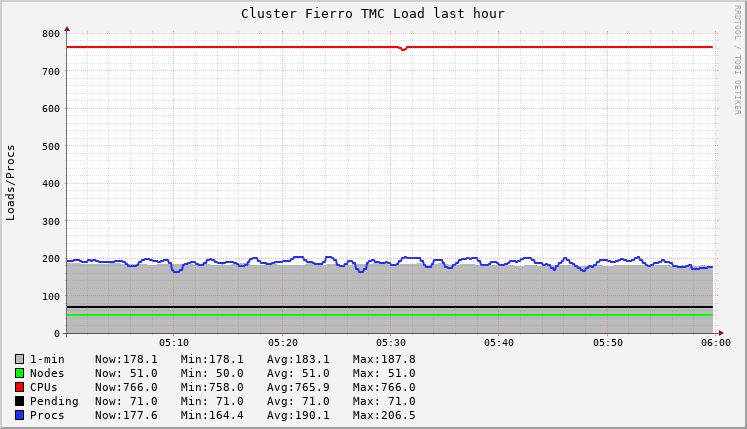 Cluster Fierro TMC Load last hour
RRDTOOL / TOBI OETIKER
Loads/Procs
800
700
600
500
400
300
200
100
0
05:10 05:20 05:30 05:40 05:50 06:00
1-min Now:178.1 Min:178.1 Avg:183.1 Max:187.8
Nodes Now: 51.0 Min: 50.0 Avg: 51.0 Max: 51.0
CPUs Now:766.0 Min:758.0 Avg:765.9 Max:766.0
Pending Now: 71.0 Min: 71.0 Avg: 71.0 Max: 71.0
Procs Now:177.6 Min:164.4 Avg:190.1 Max:206.5